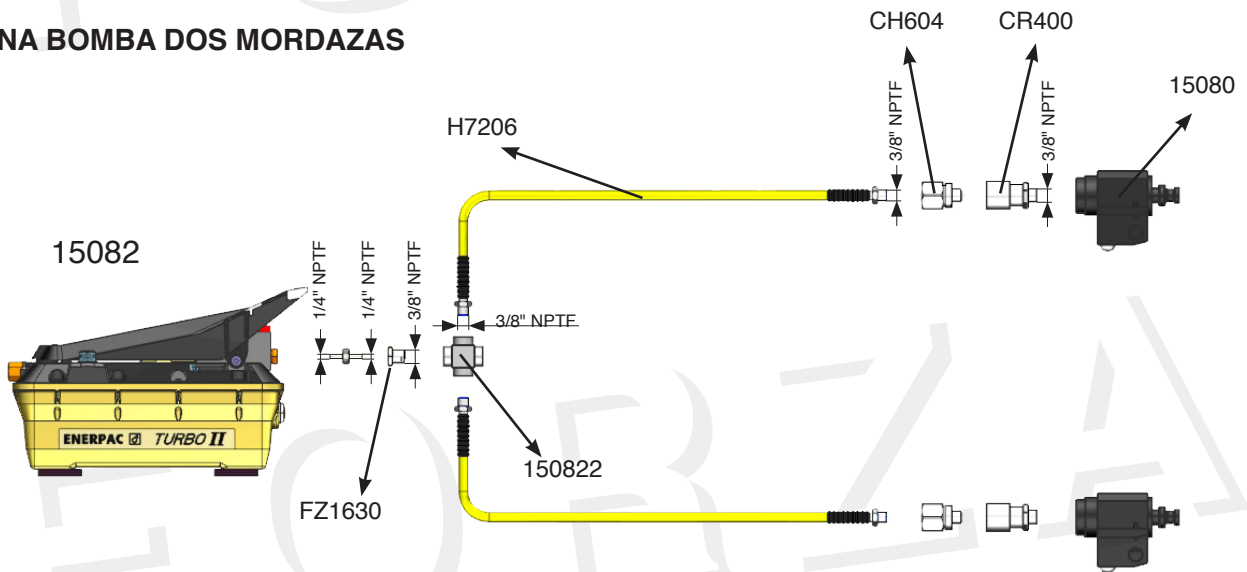 NA BOMBA DOS MORDAZAS
CH604
CR400
15080
H7206
3/8" NPTF
3/8" NPTF
15082
1/4" NPTF
1/4" NPTF
3/8" NPTF
3/8" NPTF
ENERPAC TURBO II
150822
FZ1630
FORZA